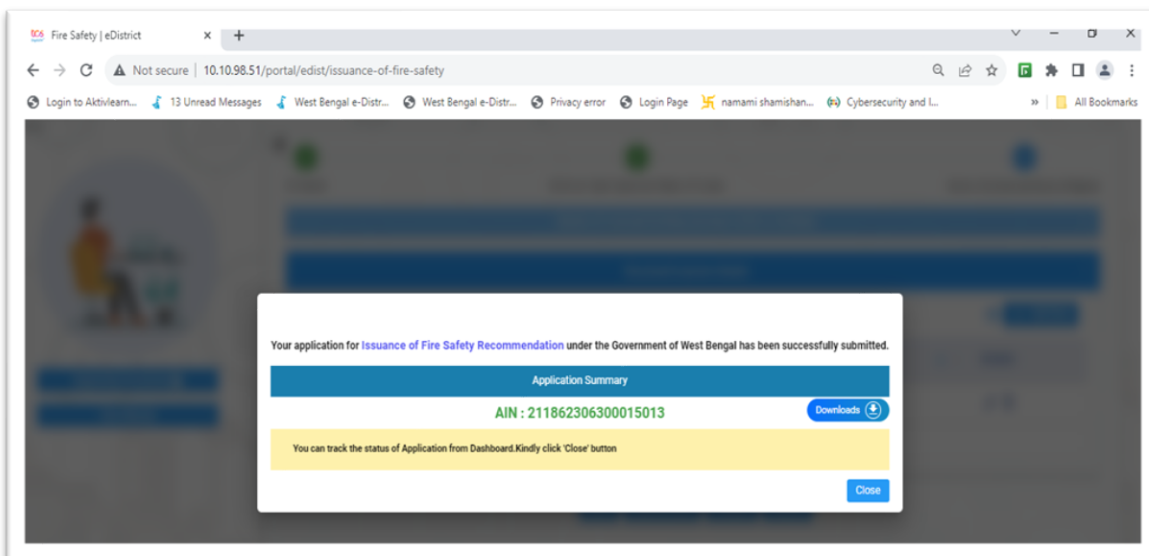 Fire Safety | eDistrict
Not secure | 10.10.98.51/portal/edist/issuance-of-fire-safety
Login to Aktivlearn... 13 Unread Messages West Bengal e-Distr... West Bengal e-Distr... Privacy error Login Page namami shamishan... Cybersecurity and I... » All Bookmarks
Your application for Issuance of Fire Safety Recommendation under the Government of West Bengal has been successfully submitted.
Application Summary
AIN : 211862306300015013
Downloads
You can track the status of Application from Dashboard.Kindly click 'Close' button
Close